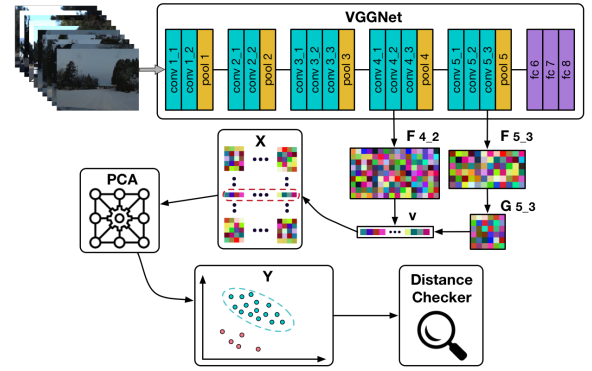 VGGNet
conv 1_1
conv 1_2
pool 1
conv 2_1
conv 2_2
pool 2
conv 3_1
conv 3_2
conv 3_3
pool 3
conv 4_1
conv 4_2
conv 4_3
pool 4
conv 5_1
conv 5_2
conv 5_3
pool 5
fc 6
fc 7
fc 8
F 4_2
F 5_3
X
PCA
v
G 5_3
Y
Distance
Checker